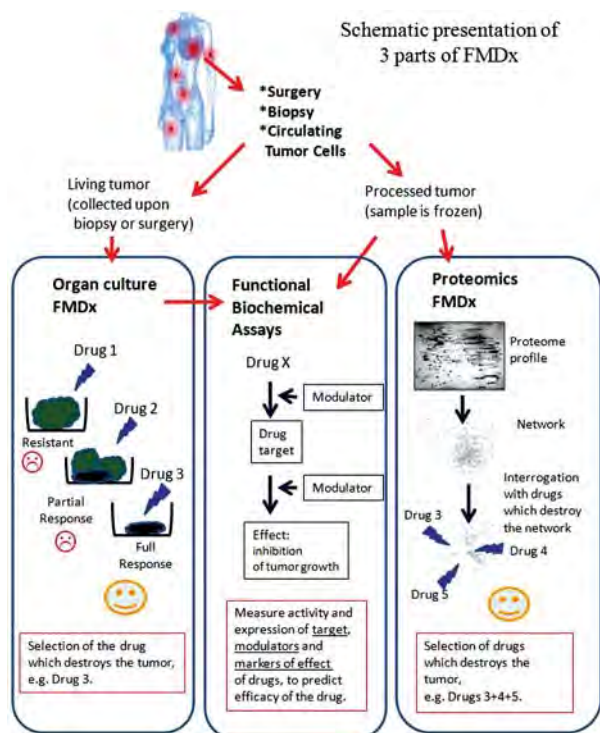 Schematic presentation of
3 parts of FMDx
*Surgery
*Biopsy
*Circulating
Tumor Cells
Living tumor
(collected upon
biopsy or surgery)
Processed tumor
(sample is frozen)
Organ culture
FMDx
Drug 1
Drug 2
Resistant
Drug 3
Partial
Response
Full
Response
Selection of the drug
which destroys the tumor,
e.g. Drug 3.
Functional
Biochemical
Assays
Drug X
Modulator
Drug
target
Modulator
Effect:
inhibition
of tumor growth
Measure activity and
expression of target,
modulators and
markers of effect
of drugs, to predict
efficacy of the drug.
Proteomics
FMDx
Proteome
profile
Network
Interrogation
with drugs
which destroy
the network
Drug 3
Drug 4
Drug 5
Selection of drugs
which destroys the
tumor,
e.g. Drugs 3+4+5.